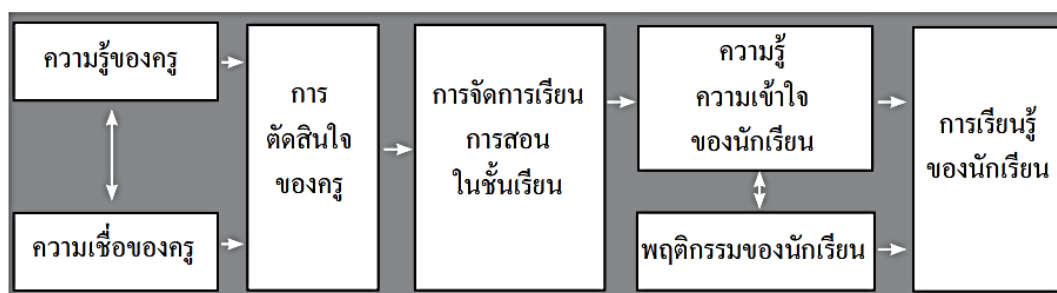 ความรู้ของครู
ความเชื่อของครู
การ
ตัดสินใจ
ของครู
การจัดการเรียน
การสอน
ในชั้นเรียน
ความรู้
ความเข้าใจ
ของนักเรียน
พฤติกรรมของนักเรียน
การเรียนรู้
ของนักเรียน